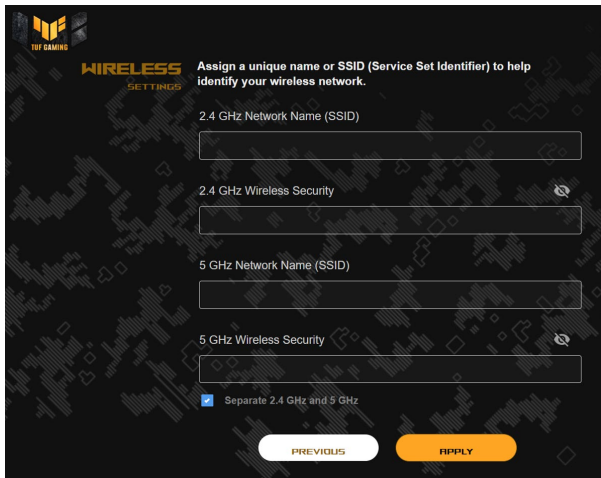 TUF GAMING
WIRELESS
SETTINGS
Assign a unique name or SSID (Service Set Identifier) to help
identify your wireless network.
2.4 GHz Network Name (SSID)
2.4 GHz Wireless Security
5 GHz Network Name (SSID)
5 GHz Wireless Security
Separate 2.4 GHz and 5 GHz
PREVIOUS
APPLY